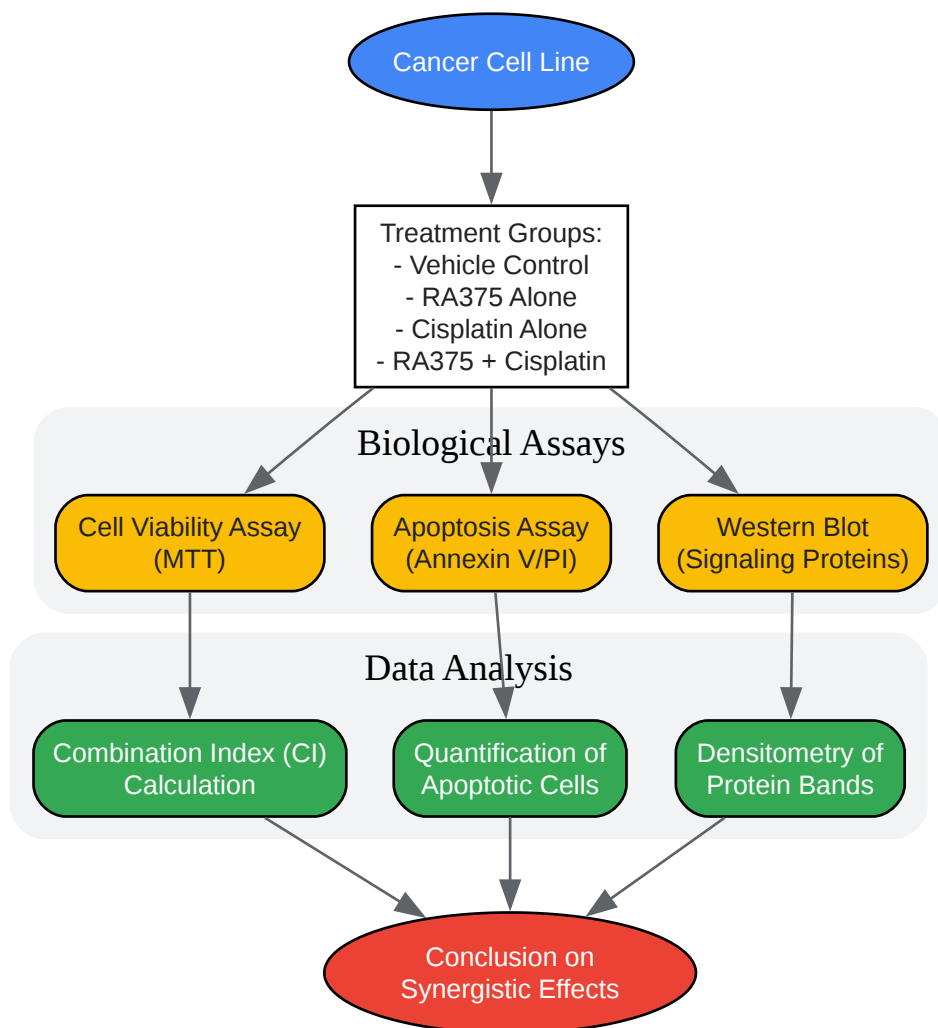 Cancer Cell Line
Treatment Groups:
- Vehicle Control
- RA375 Alone
- Cisplatin Alone
- RA375 + Cisplatin
Biological Assays
Cell Viability Assay
(MTT)
Apoptosis Assay
(Annexin V/PI)
Western Blot
(Signaling Proteins)
Data Analysis
Combination Index (CI)
Calculation
Quantification of
Apoptotic Cells
Densitometry of
Protein Bands
Conclusion on
Synergistic Effects